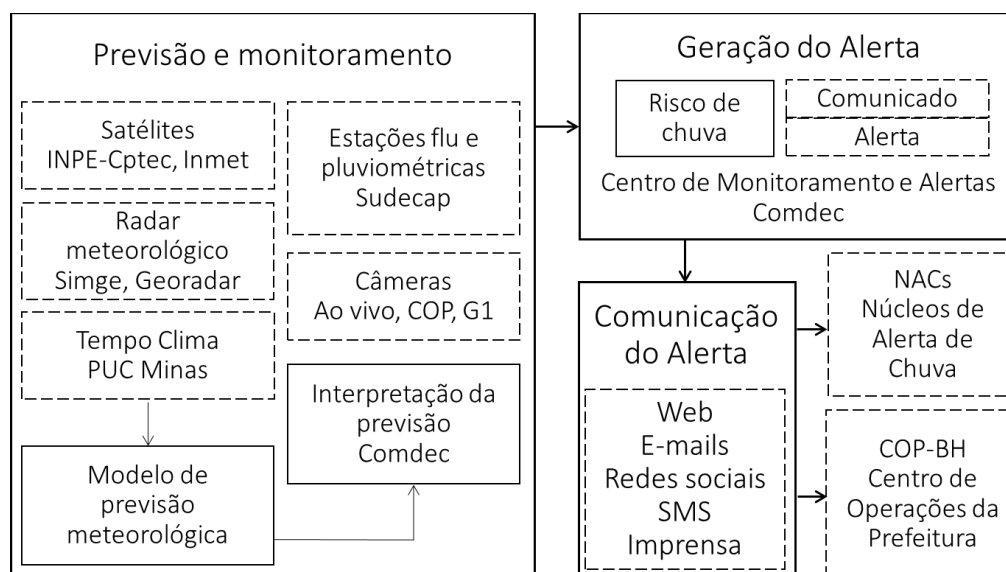 Previsão e monitoramento
Satélites
INPE-Cptec, Inmet
Radar
meteorológico
Simge, Georadar
Tempo Clima
PUC Minas
Modelo de
previsão
meteorológica
Estações flu e
pluviométricas
Sudecap
Câmeras
Ao vivo, COP, G1
Interpretação da
previsão
Comdec
Geração do Alerta
Risco de
chuva
Comunicado
Alerta
Centro de Monitoramento e Alertas
Comdec
Comunicação
do Alerta
Web
E-mails
Redes sociais
SMS
Imprensa
NACs
Núcleos de
Alerta de
Chuva
COP-BH
Centro de
Operações da
Prefeitura